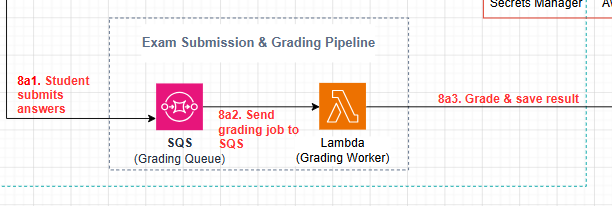 Secrets Manager
Exam Submission & Grading Pipeline
8a1. Student
submits
answers
8a2. Send
grading job to
SQS
8a3. Grade & save result
SQS
(Grading Queue)
Lambda
(Grading Worker)